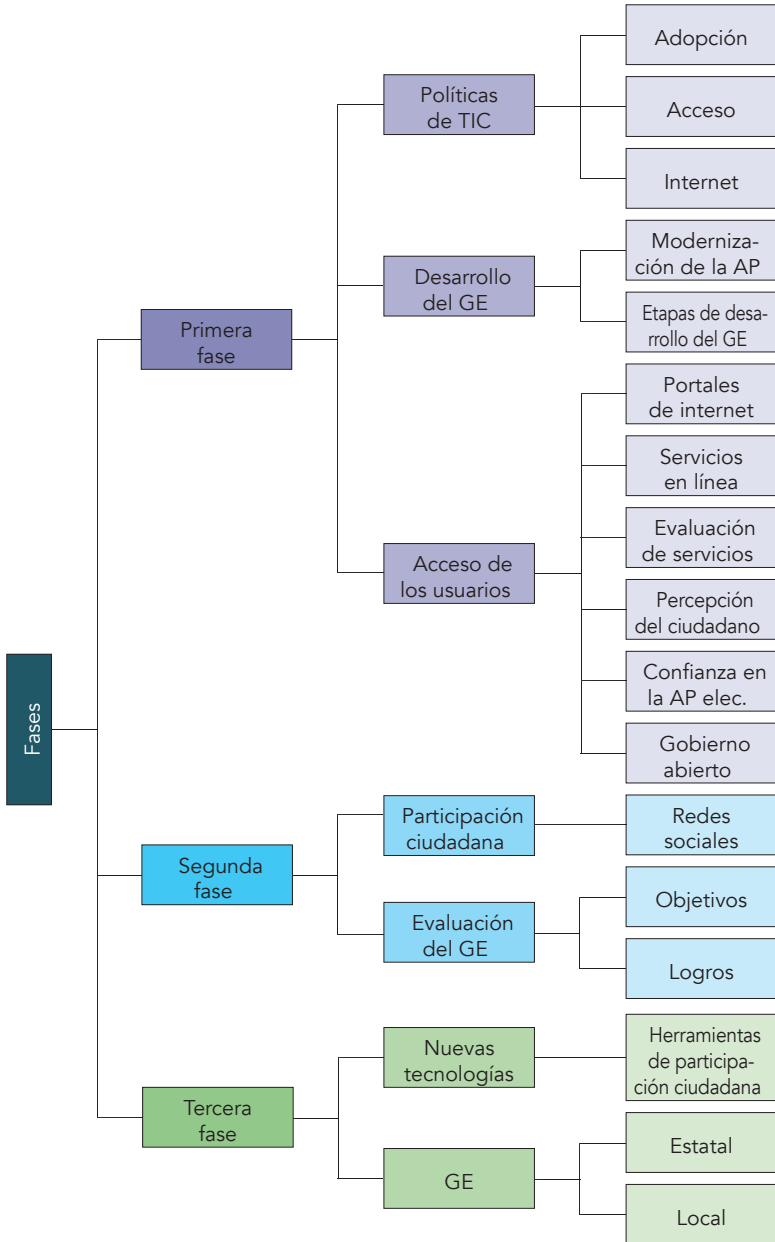 Fases
Primera
fase
Políticas
de TIC
Adopción
Acceso
Internet
Desarrollo
del GE
Moderniza-
ción de la AP
Etapas de desa-
rrollo del GE
Acceso de
los usuarios
Portales
de internet
Servicios
en línea
Evaluación
de servicios
Percepción
del ciudadano
Confianza en
la AP elec.
Gobierno
abierto
Segunda
fase
Participación
ciudadana
Redes
sociales
Evaluación
del GE
Objetivos
Logros
Tercera
fase
Nuevas
tecnologías
Herramientas
de participa-
ción ciudadana
GE
Estatal
Local